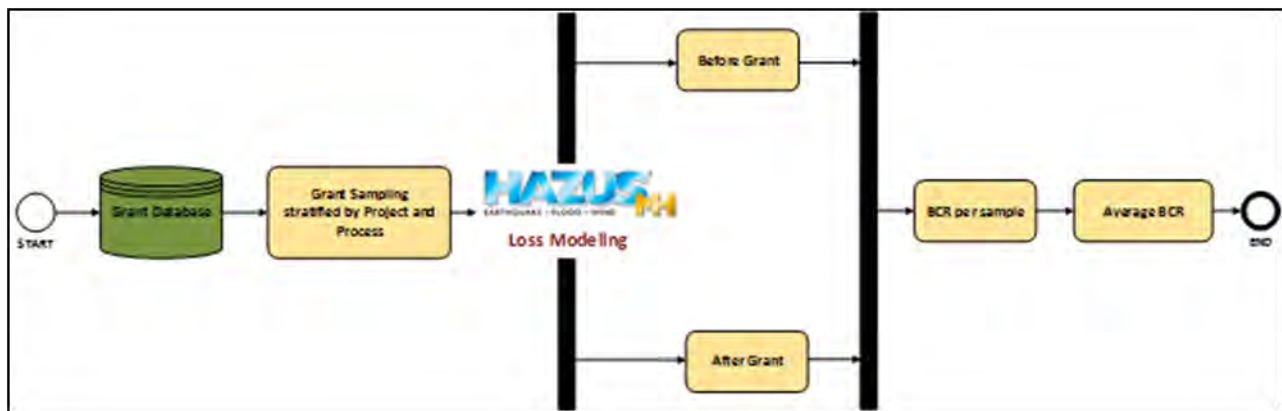 START
Grant Database
Grant Sampling
stratified by Project and
Process
HAZUS MH
EARTHQUAKE • FLOOD • WIND
Loss Modeling
Before Grant
After Grant
BCR per sample
Average BCR
END